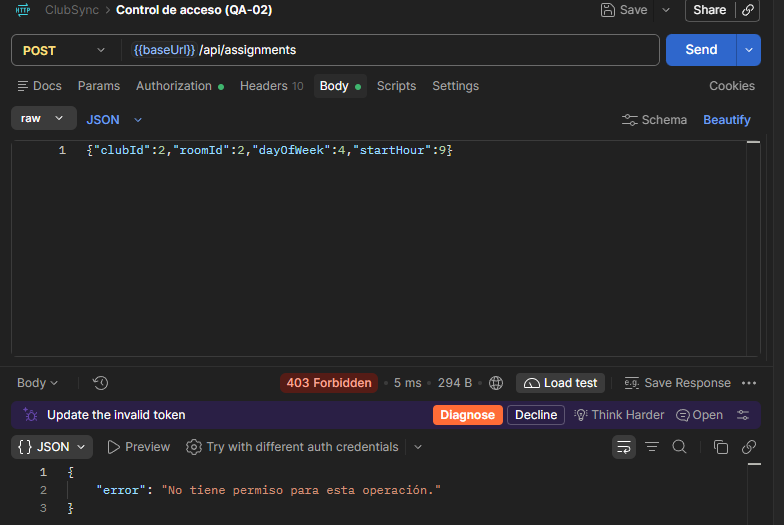 HTTP ClubSync > Control de acceso (QA-02) Save Share
POST {{baseUrl}} /api/assignments Send
Docs Params Authorization Headers 10 Body Scripts Settings Cookies
raw JSON Schema Beautify
1 {"clubId":2,"roomId":2,"dayOfWeek":4,"startHour":9}
Body 403 Forbidden • 5 ms • 294 B • Load test e.g. Save Response
Update the invalid token Diagnose Decline Think Harder Open
{} JSON Preview Try with different auth credentials
1 {
2 "error": "No tiene permiso para esta operación."
3 }